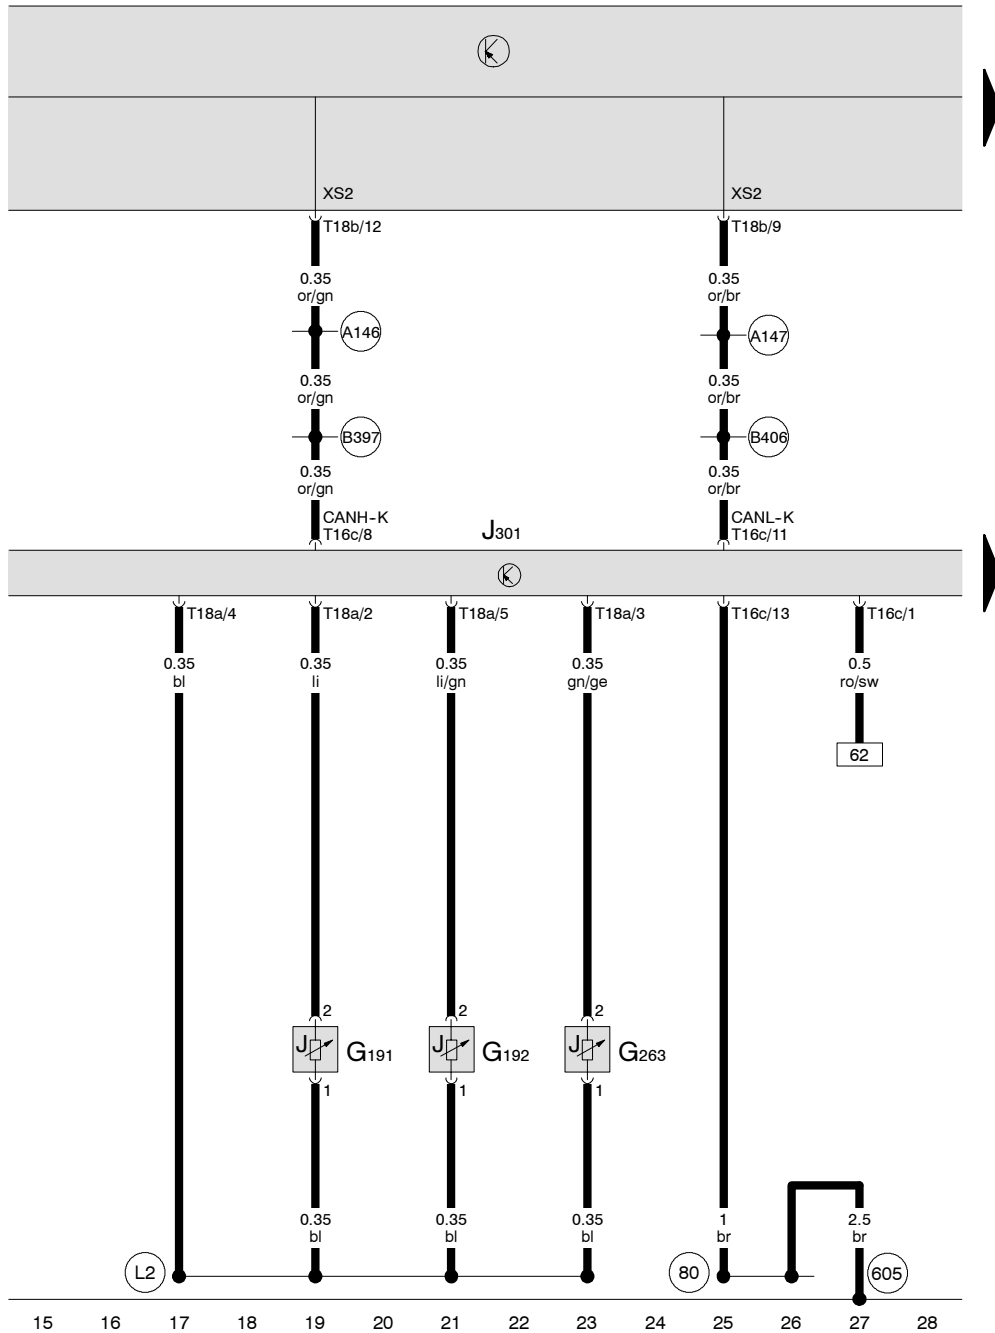 XS2 XS2
T18b/12 T18b/9
0.35 0.35
or/gn or/br
A146 A147
0.35 0.35
or/gn or/br
B397 B406
0.35 0.35
or/gn or/br
CANH-K CANL-K
T16c/8 J301 T16c/11
T18a/4 T18a/2 T18a/5 T18a/3 T16c/13 T16c/1
0.35 0.35 0.35 0.35 0.5
bl li li/gn gn/ge ro/sw
62
2 2 2
J G191 J G192 J G263
1 1 1
0.35 0.35 0.35 1 2.5
bl bl bl br br
L2 80 605
15 16 17 18 19 20 21 22 23 24 25 26 27 28